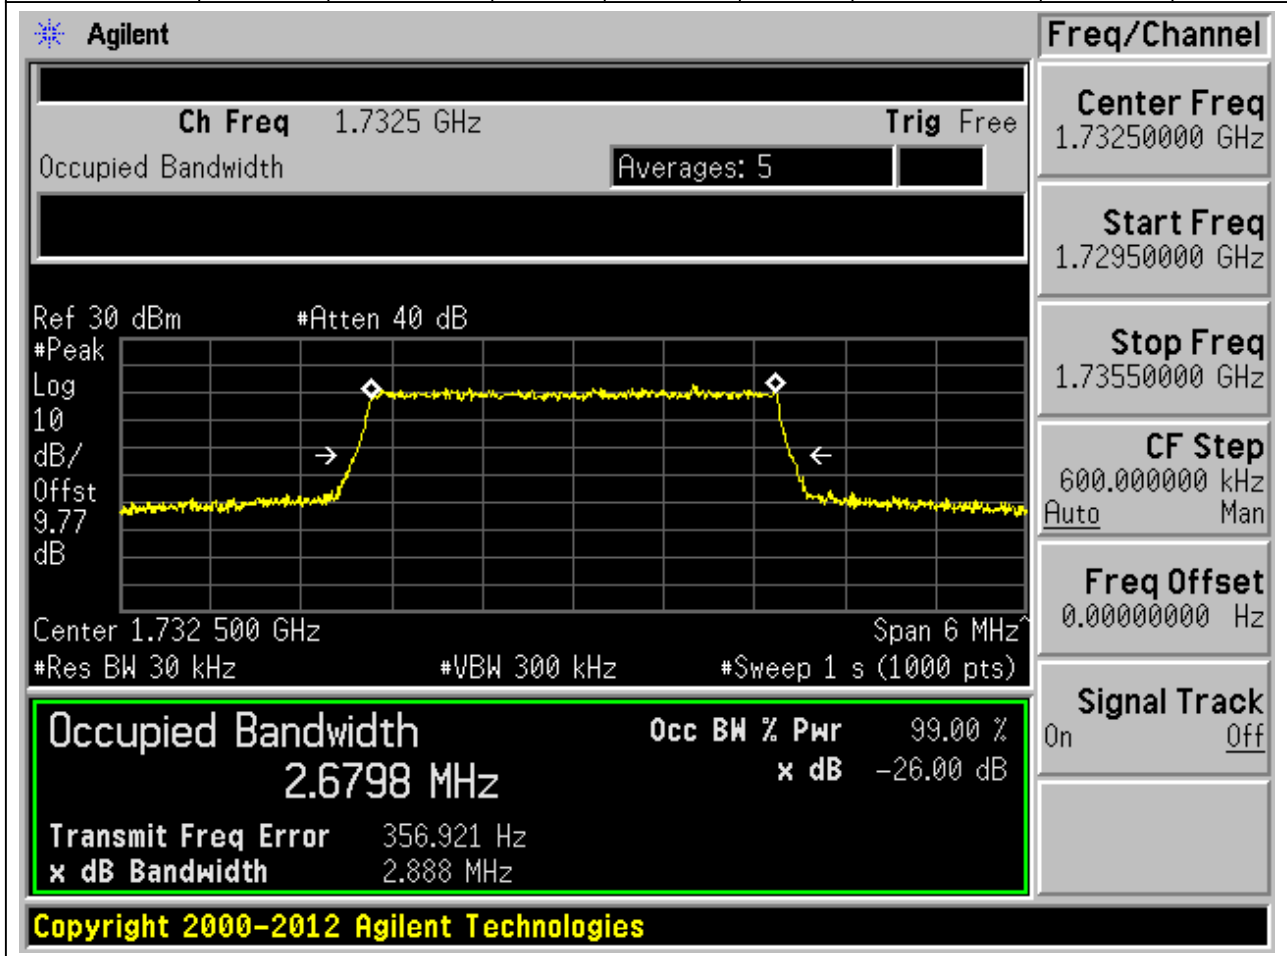 Agilent
Freq/Channel
Ch Freq 1.7325 GHz Trig Free
Occupied Bandwidth Averages: 5
Center Freq
1.73250000 GHz
Start Freq
1.72950000 GHz
Stop Freq
1.73550000 GHz
CF Step
600.000000 kHz
Auto Man
Freq Offset
0.00000000 Hz
Signal Track
On Off
Ref 30 dBm #Atten 40 dB
#Peak
Log
10
dB/
Offst
9.77
dB
Center 1.732 500 GHz Span 6 MHz^
#Res BW 30 kHz #VBW 300 kHz #Sweep 1 s (1000 pts)
Occupied Bandwidth Occ BW % Pwr 99.00 %
2.6798 MHz x dB -26.00 dB
Transmit Freq Error 356.921 Hz
x dB Bandwidth 2.888 MHz
Copyright 2000-2012 Agilent Technologies